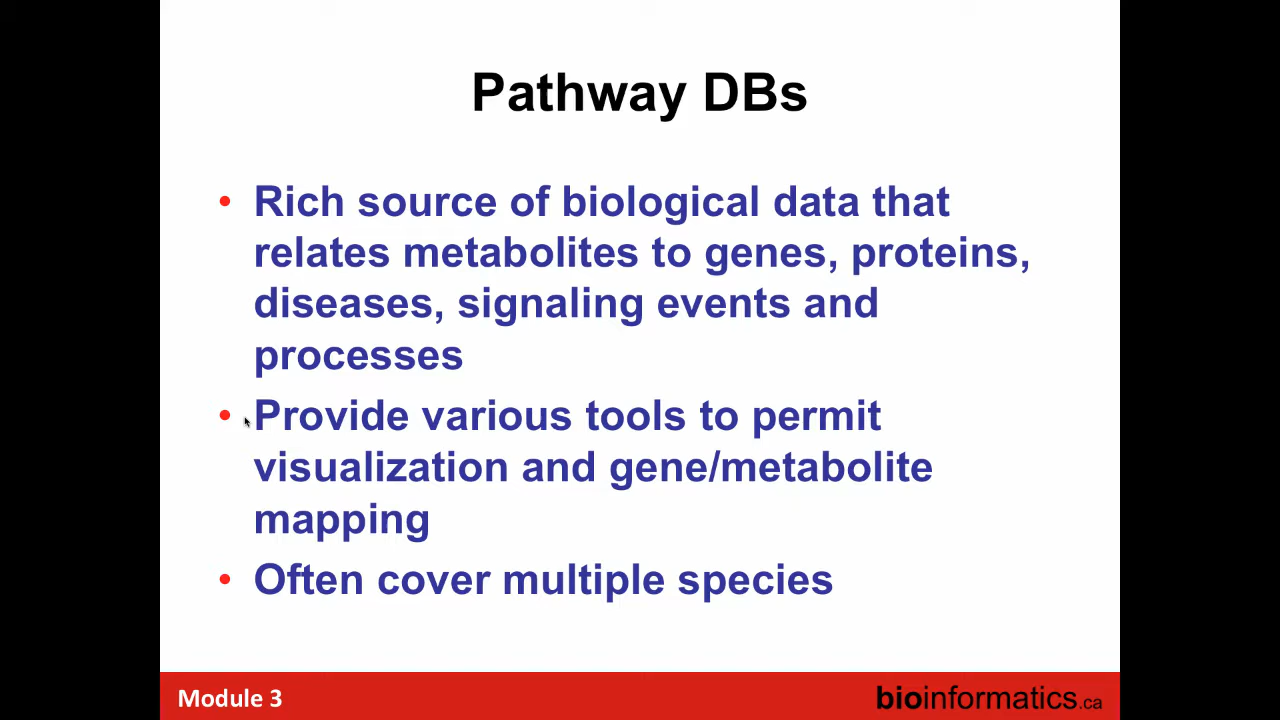 Pathway DBs
• Rich source of biological data that
relates metabolites to genes, proteins,
diseases, signaling events and
processes
• Provide various tools to permit
visualization and gene/metabolite
mapping
• Often cover multiple species
Module 3
bioinformatics.ca